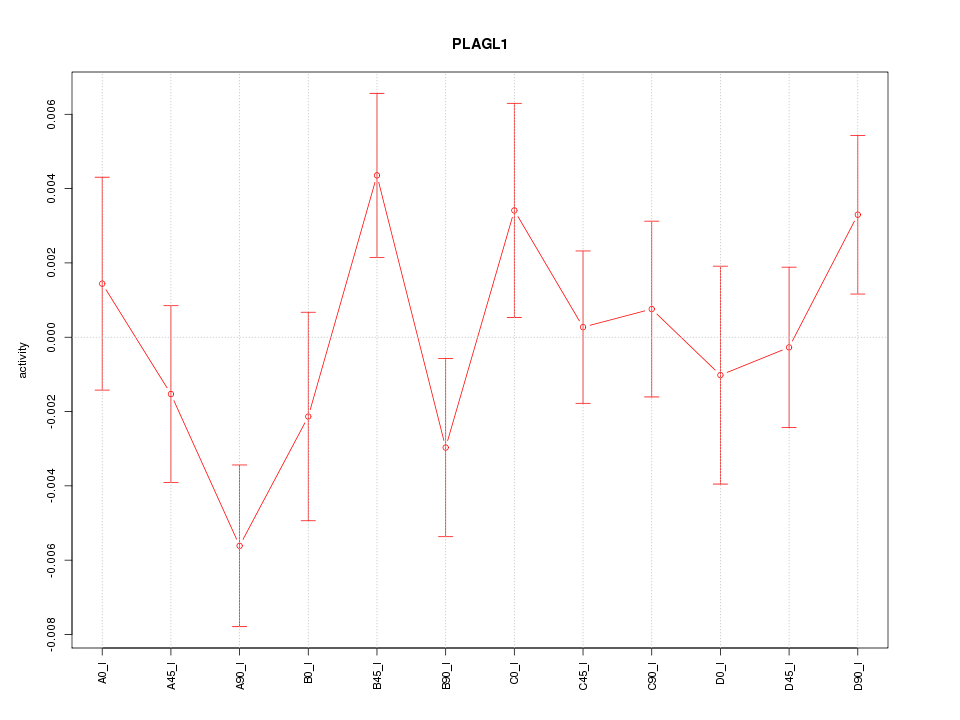 PLAGL1
activity
0.006
0.004
0.002
0.000
-0.002
-0.004
-0.006
-0.008
A0_I
A45_I
A90_I
B0_I
B45_I
B90_I
C0_I
C45_I
C90_I
D0_I
D45_I
D90_I